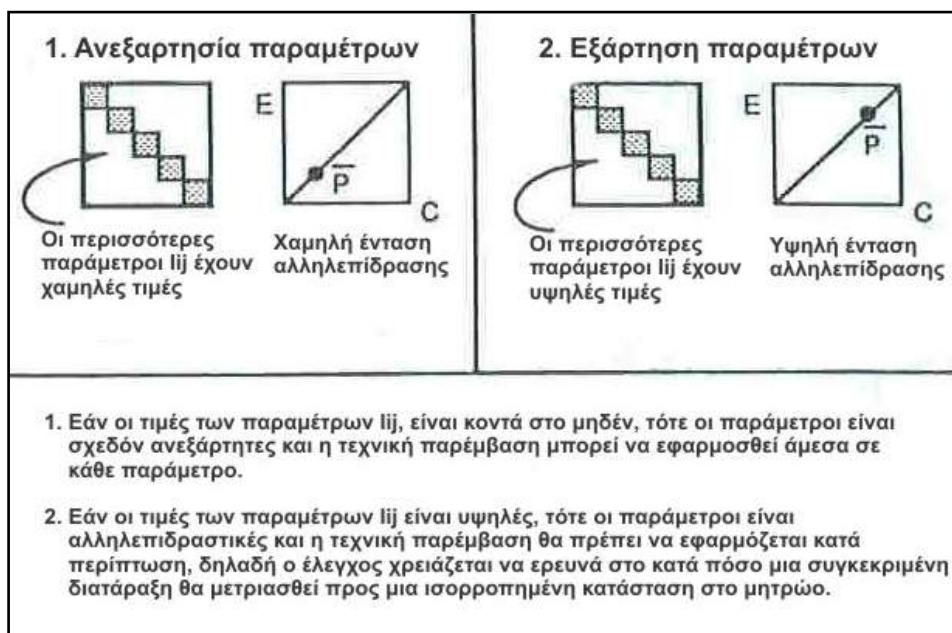 1. Ανεξαρτησία παραμέτρων
E
P
C
Οι περισσότερες
παράμετροι Iij έχουν
χαμηλές τιμές
Χαμηλή ένταση
αλληλεπίδρασης
2. Εξάρτηση παραμέτρων
E
P
C
Οι περισσότερες
παράμετροι Iij έχουν
υψηλές τιμές
Υψηλή ένταση
αλληλεπίδρασης
1. Εάν οι τιμές των παραμέτρων Iij, είναι κοντά στο μηδέν, τότε οι παράμετροι είναι
σχεδόν ανεξάρτητες και η τεχνική παρέμβαση μπορεί να εφαρμοσθεί άμεσα σε
κάθε παράμετρο.
2. Εάν οι τιμές των παραμέτρων Iij είναι υψηλές, τότε οι παράμετροι είναι
αλληλεπιδραστικές και η τεχνική παρέμβαση θα πρέπει να εφαρμόζεται κατά
περίπτωση, δηλαδή ο έλεγχος χρειάζεται να ερευνά στο κατά πόσο μια συγκεκριμένη
διατάραξη θα μετριασθεί προς μια ισορροπημένη κατάσταση στο μητρώο.